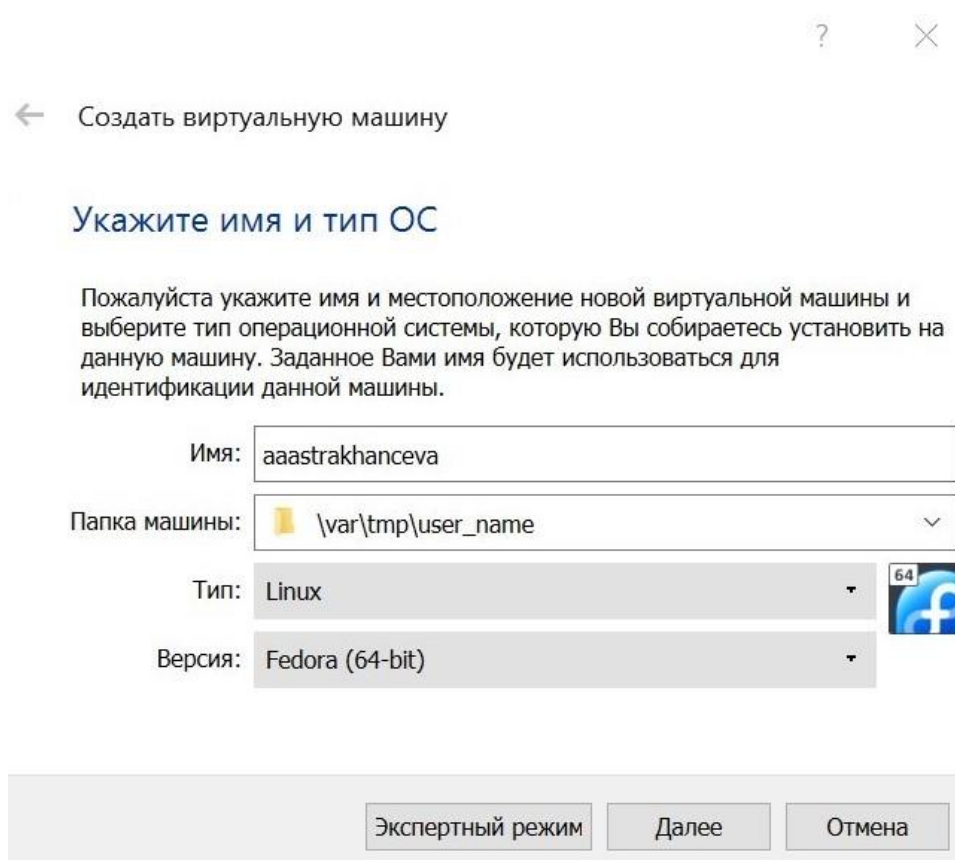 ?
Создать виртуальную машину
Укажите имя и тип ОС
Пожалуйста укажите имя и местоположение новой виртуальной машины и
выберите тип операционной системы, которую Вы собираетесь установить на
данную машину. Заданное Вами имя будет использоваться для
идентификации данной машины.
Имя: aaastrakhanceva
Папка машины: \var\tmp\user_name
Тип: Linux
64
Версия: Fedora (64-bit)
Экспертный режим Далее Отмена